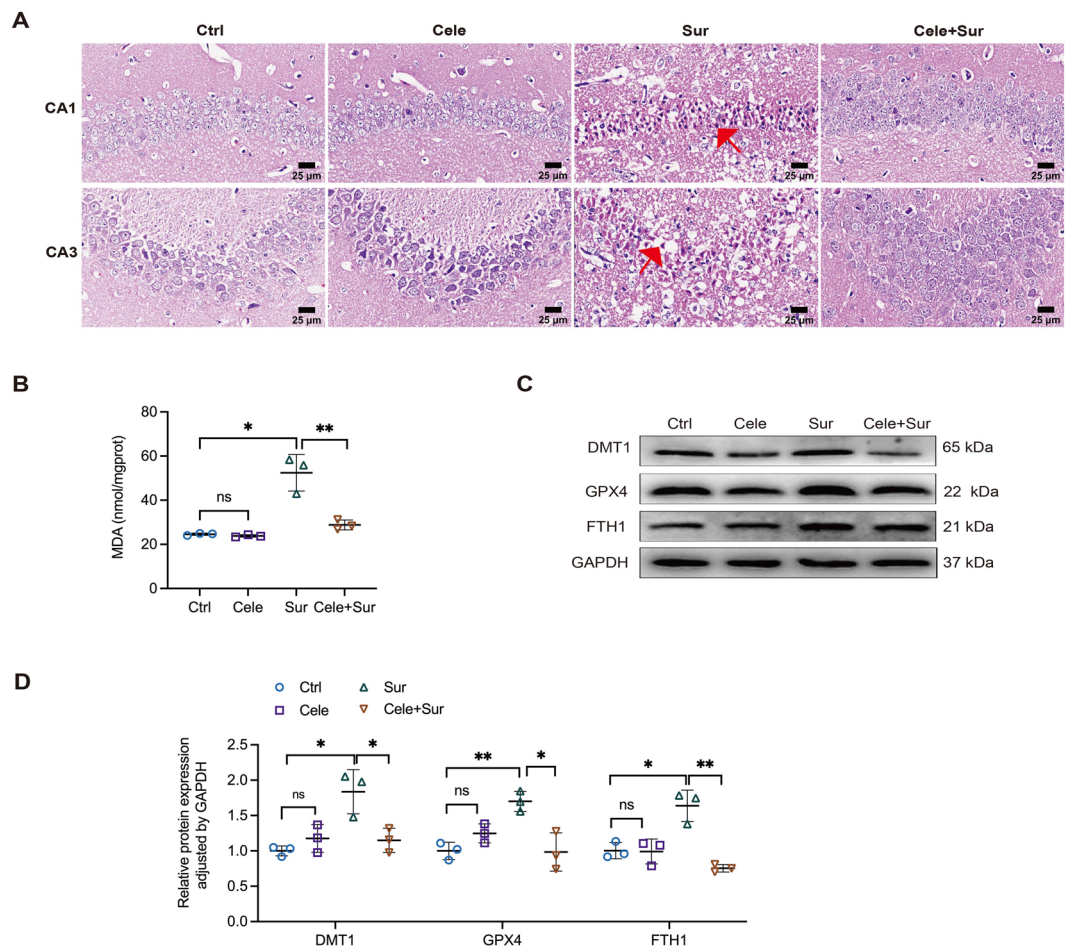 A
Ctrl Cele Sur Cele+Sur
CA1
25 µm 25 µm 25 µm 25 µm
CA3
25 µm 25 µm 25 µm 25 µm
B
MDA (nmol/mgprot)
80
60
40
20
0
* **
ns
Ctrl Cele Sur Cele+Sur
C
Ctrl Cele Sur Cele+Sur
DMT1 65 kDa
GPX4 22 kDa
FTH1 21 kDa
GAPDH 37 kDa
D
Ctrl Sur
Cele Cele+Sur
Relative protein expression
adjusted by GAPDH
2.5
2.0
1.5
1.0
0.5
0.0
* * ** * * **
ns ns ns
DMT1 GPX4 FTH1